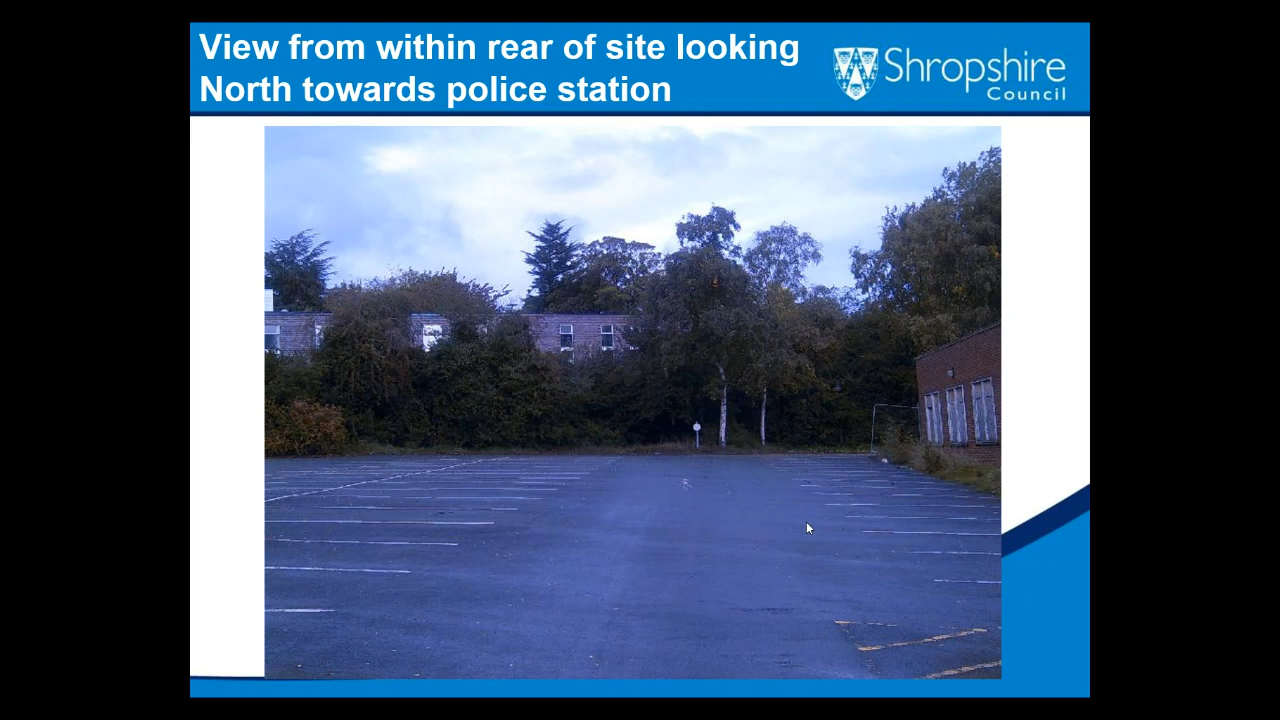 View from within rear of site looking
North towards police station
Shropshire
Council